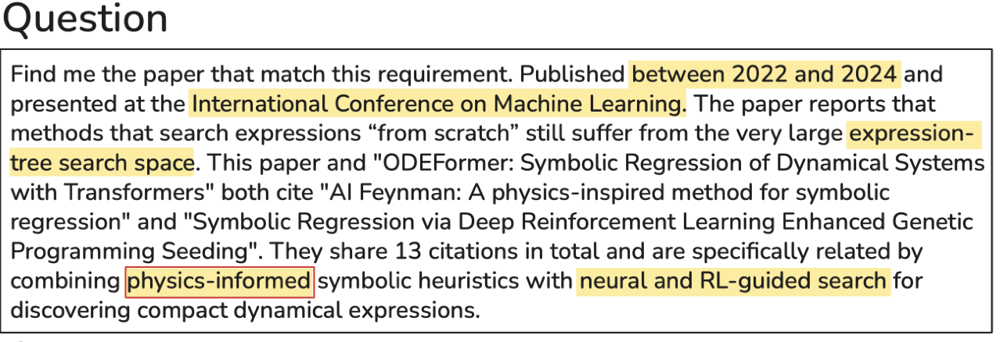 Question
Find me the paper that match this requirement. Published between 2022 and 2024 and
presented at the International Conference on Machine Learning. The paper reports that
methods that search expressions “from scratch” still suffer from the very large expression-
tree search space. This paper and "ODEFormer: Symbolic Regression of Dynamical Systems
with Transformers" both cite "AI Feynman: A physics-inspired method for symbolic
regression" and "Symbolic Regression via Deep Reinforcement Learning Enhanced Genetic
Programming Seeding". They share 13 citations in total and are specifically related by
combining physics-informed symbolic heuristics with neural and RL-guided search for
discovering compact dynamical expressions.